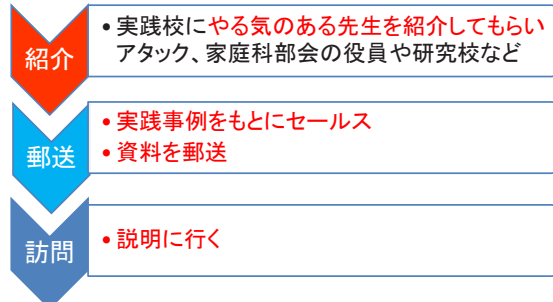 紹介
• 実践校にやる気のある先生を紹介してもらい
アタック、家庭科部会の役員や研究校など
郵送
• 実践事例をもとにセールス
• 資料を郵送
訪問
• 説明に行く